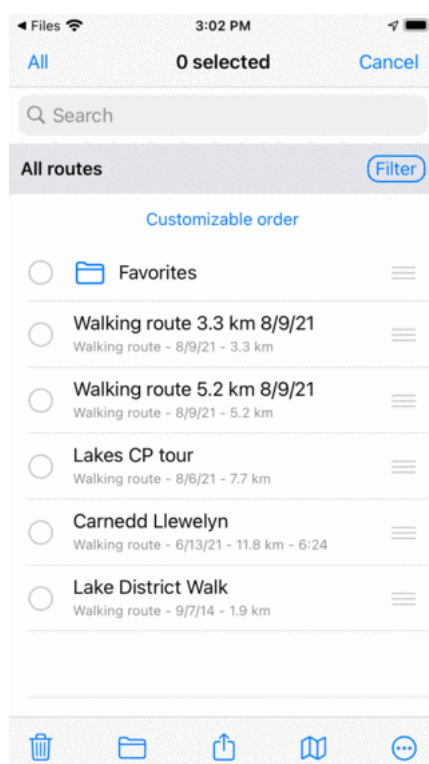 Files
3:02 PM
All
0 selected
Cancel
Search
All routes
Filter
Customizable order
Favorites
Walking route 3.3 km 8/9/21
Walking route - 8/9/21 - 3.3 km
Walking route 5.2 km 8/9/21
Walking route - 8/9/21 - 5.2 km
Lakes CP tour
Walking route - 8/6/21 - 7.7 km
Carnedd Llewelyn
Walking route - 6/13/21 - 11.8 km - 6:24
Lake District Walk
Walking route - 9/7/14 - 1.9 km